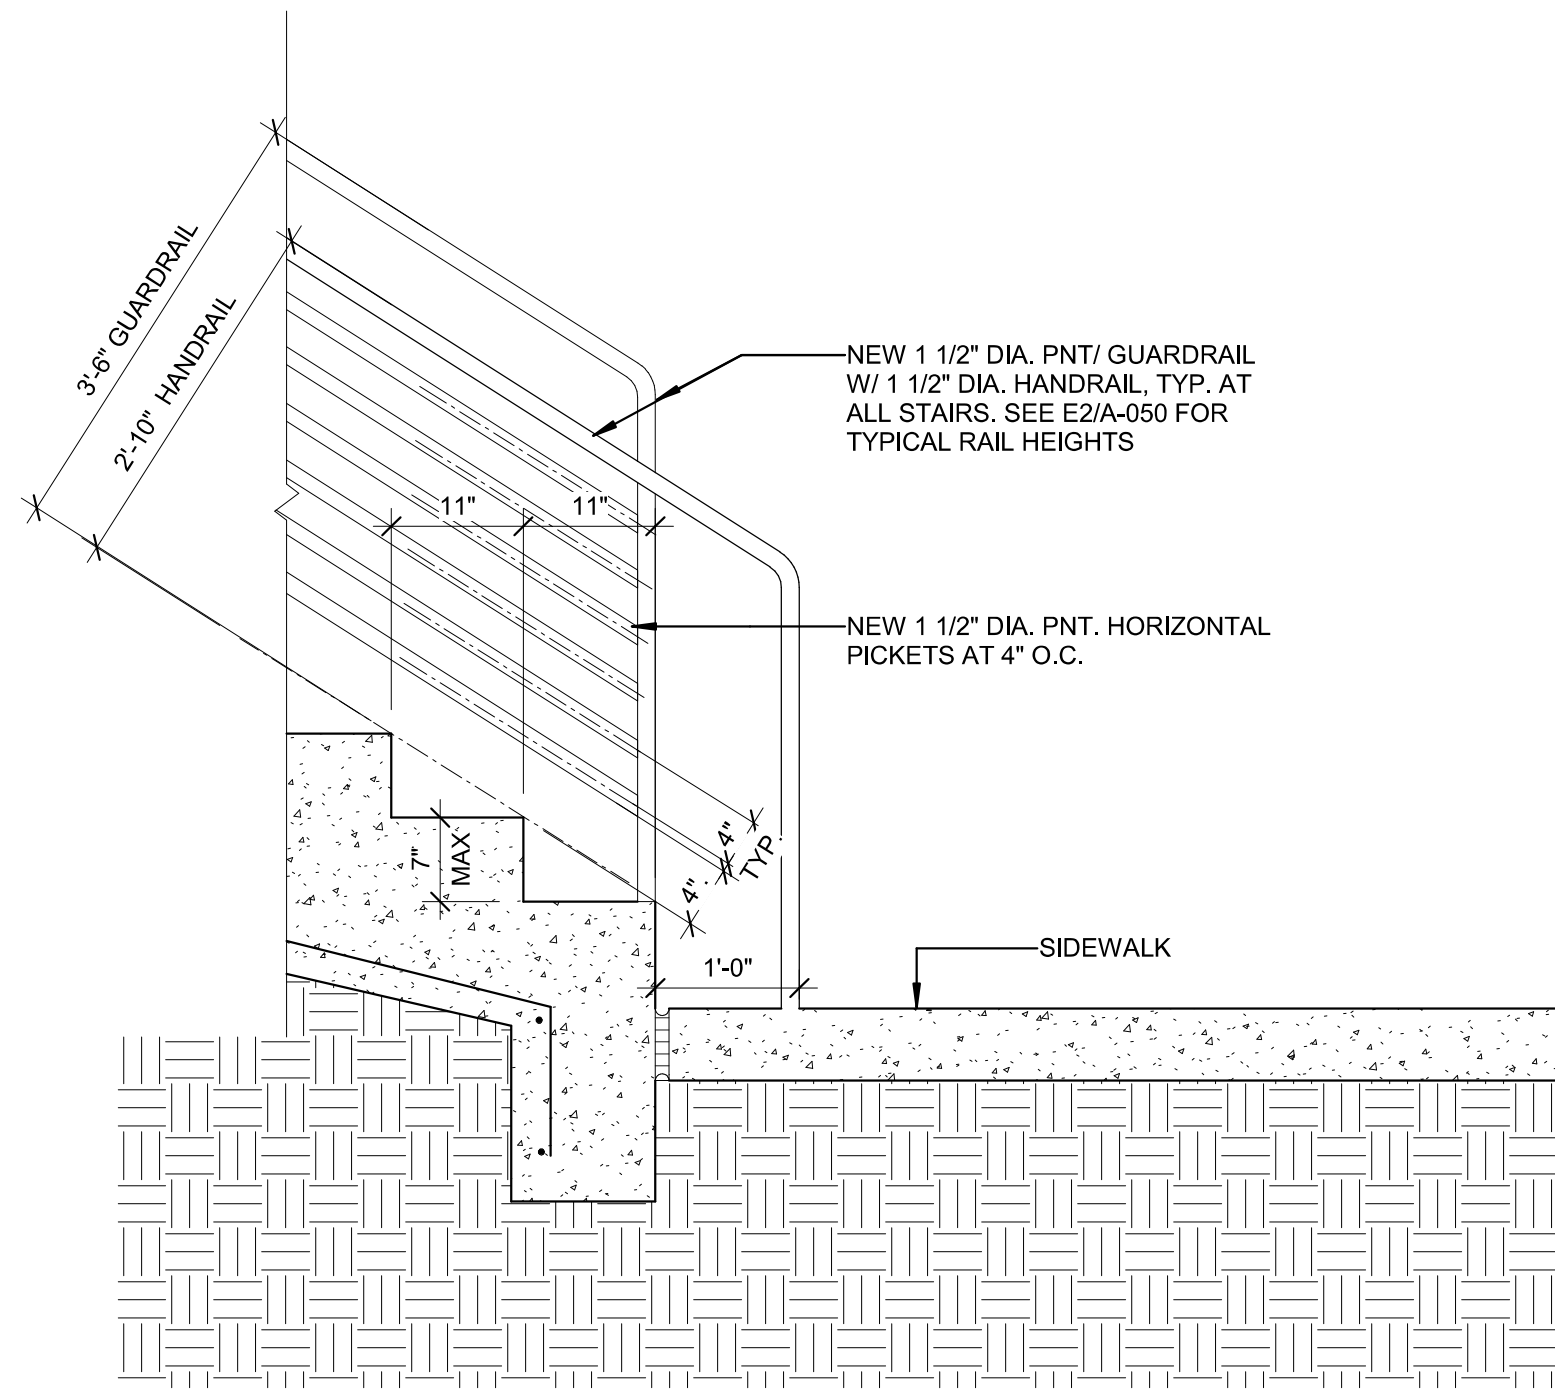 3'-6" GUARDRAIL
2'-10" HANDRAIL
NEW 1 1/2" DIA. PNT/ GUARDRAIL
W/ 1 1/2" DIA. HANDRAIL, TYP. AT
ALL STAIRS. SEE E2/A-050 FOR
TYPICAL RAIL HEIGHTS
11"
11"
NEW 1 1/2" DIA. PNT. HORIZONTAL
PICKETS AT 4" O.C.
7"
MAX
4"
TYP.
4"
1'-0"
SIDEWALK